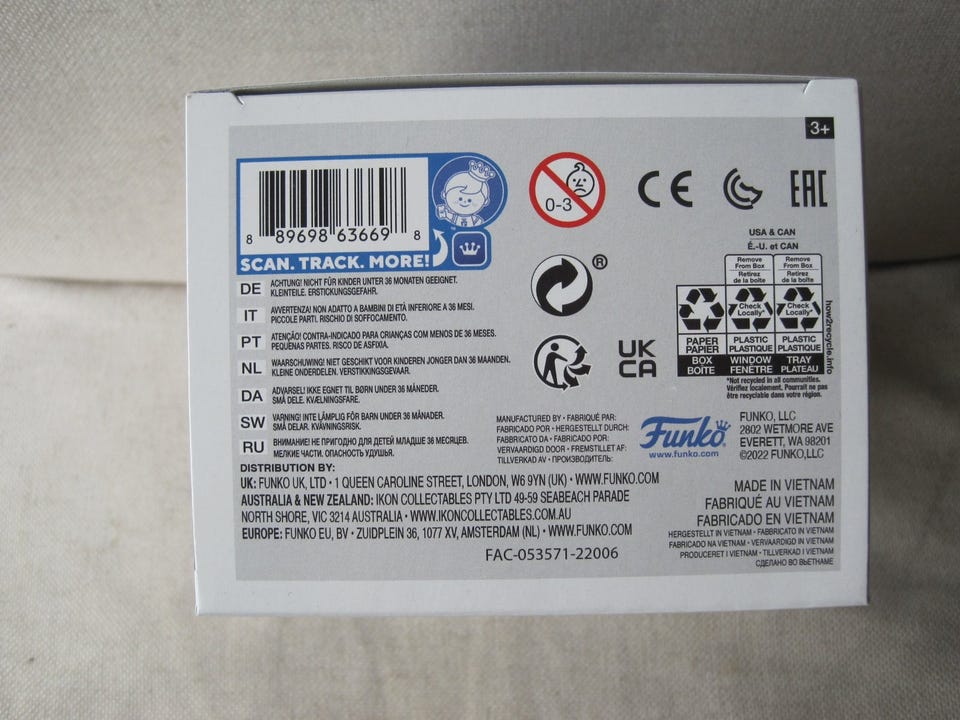 3+
8 89698 63669 8
SCAN. TRACK. MORE!
0-3
CE
EAC
DE ACHTUNG! NICHT FÜR KINDER UNTER 36 MONATEN GEEIGNET.
KLEINTEILE. ERSTICKUNGSGEFAHR.
IT AVVERTENZA! NON ADATTO A BAMBINI DI ETÀ INFERIORE A 36 MESI.
PICCOLE PARTI. RISCHIO DI SOFFOCAMENTO.
PT ATENÇÃO! CONTRA-INDICADO PARA CRIANÇAS COM MENOS DE 36 MESES.
PEQUENAS PARTES. RISCO DE ASFIXIA.
NL WAARSCHUWING! NIET GESCHIKT VOOR KINDEREN JONGER DAN 36 MAANDEN.
KLEINE ONDERDELEN. VERSTIKKINGSGEVAAR.
DA ADVARSEL! IKKE EGNET TIL BØRN UNDER 36 MÅNEDER.
SMÅ DELE. KVÆLNINGSFARE.
SW VARNING! INTE LÄMPLIG FÖR BARN UNDER 36 MÅNADER.
SMÅ DELAR. KVÄVNINGSRISK.
RU ВНИМАНИЕ! НЕ ПРИГОДНО ДЛЯ ДЕТЕЙ МЛАДШЕ 36 МЕСЯЦЕВ.
МЕЛКИЕ ЧАСТИ. ОПАСНОСТЬ УДУШЬЯ.
®
UK
CA
USA & CAN
É.-U. et CAN
Remove From Box
Retirez de la boîte
Remove From Box
Retirez de la boîte
Check Locally*
Check Locally*
PAPER
PAPIER
PLASTIC
PLASTIQUE
PLASTIC
PLASTIQUE
BOX
BOÎTE
WINDOW
FENÊTRE
TRAY
PLATEAU
how2recycle.info
*Not recycled in all communities.
Vérifiez localement. Pourrait ne pas
être recyclable dans votre région.
MANUFACTURED BY • FABRIQUÉ PAR:
FABRICADO POR • HERGESTELLT DURCH:
FABBRICATO DA • FABRICADO POR:
VERVAARDIGD DOOR • FREMSTILLET AF:
TILLVERKAD AV • ПРОИЗВОДИТЕЛЬ:
Funko
www.funko.com
FUNKO, LLC
2802 WETMORE AVE
EVERETT, WA 98201
©2022 FUNKO,LLC
DISTRIBUTION BY:
UK: FUNKO UK, LTD • 1 QUEEN CAROLINE STREET, LONDON, W6 9YN (UK) • WWW.FUNKO.COM
AUSTRALIA & NEW ZEALAND: IKON COLLECTABLES PTY LTD 49-59 SEABEACH PARADE
NORTH SHORE, VIC 3214 AUSTRALIA • WWW.IKONCOLLECTABLES.COM.AU
EUROPE: FUNKO EU, BV • ZUIDPLEIN 36, 1077 XV, AMSTERDAM (NL) • WWW.FUNKO.COM
FAC-053571-22006
MADE IN VIETNAM
FABRIQUÉ AU VIETNAM
FABRICADO EN VIETNAM
HERGESTELLT IN VIETNAM • FABBRICATO IN VIETNAM
FABRICADO NA VIETNAM • VERVAARDIGD IN VIETNAM
PRODUCERET I VIETNAM • TILLVERKAD I VIETNAM
СДЕЛАНО ВО ВЬЕТНАМЕ